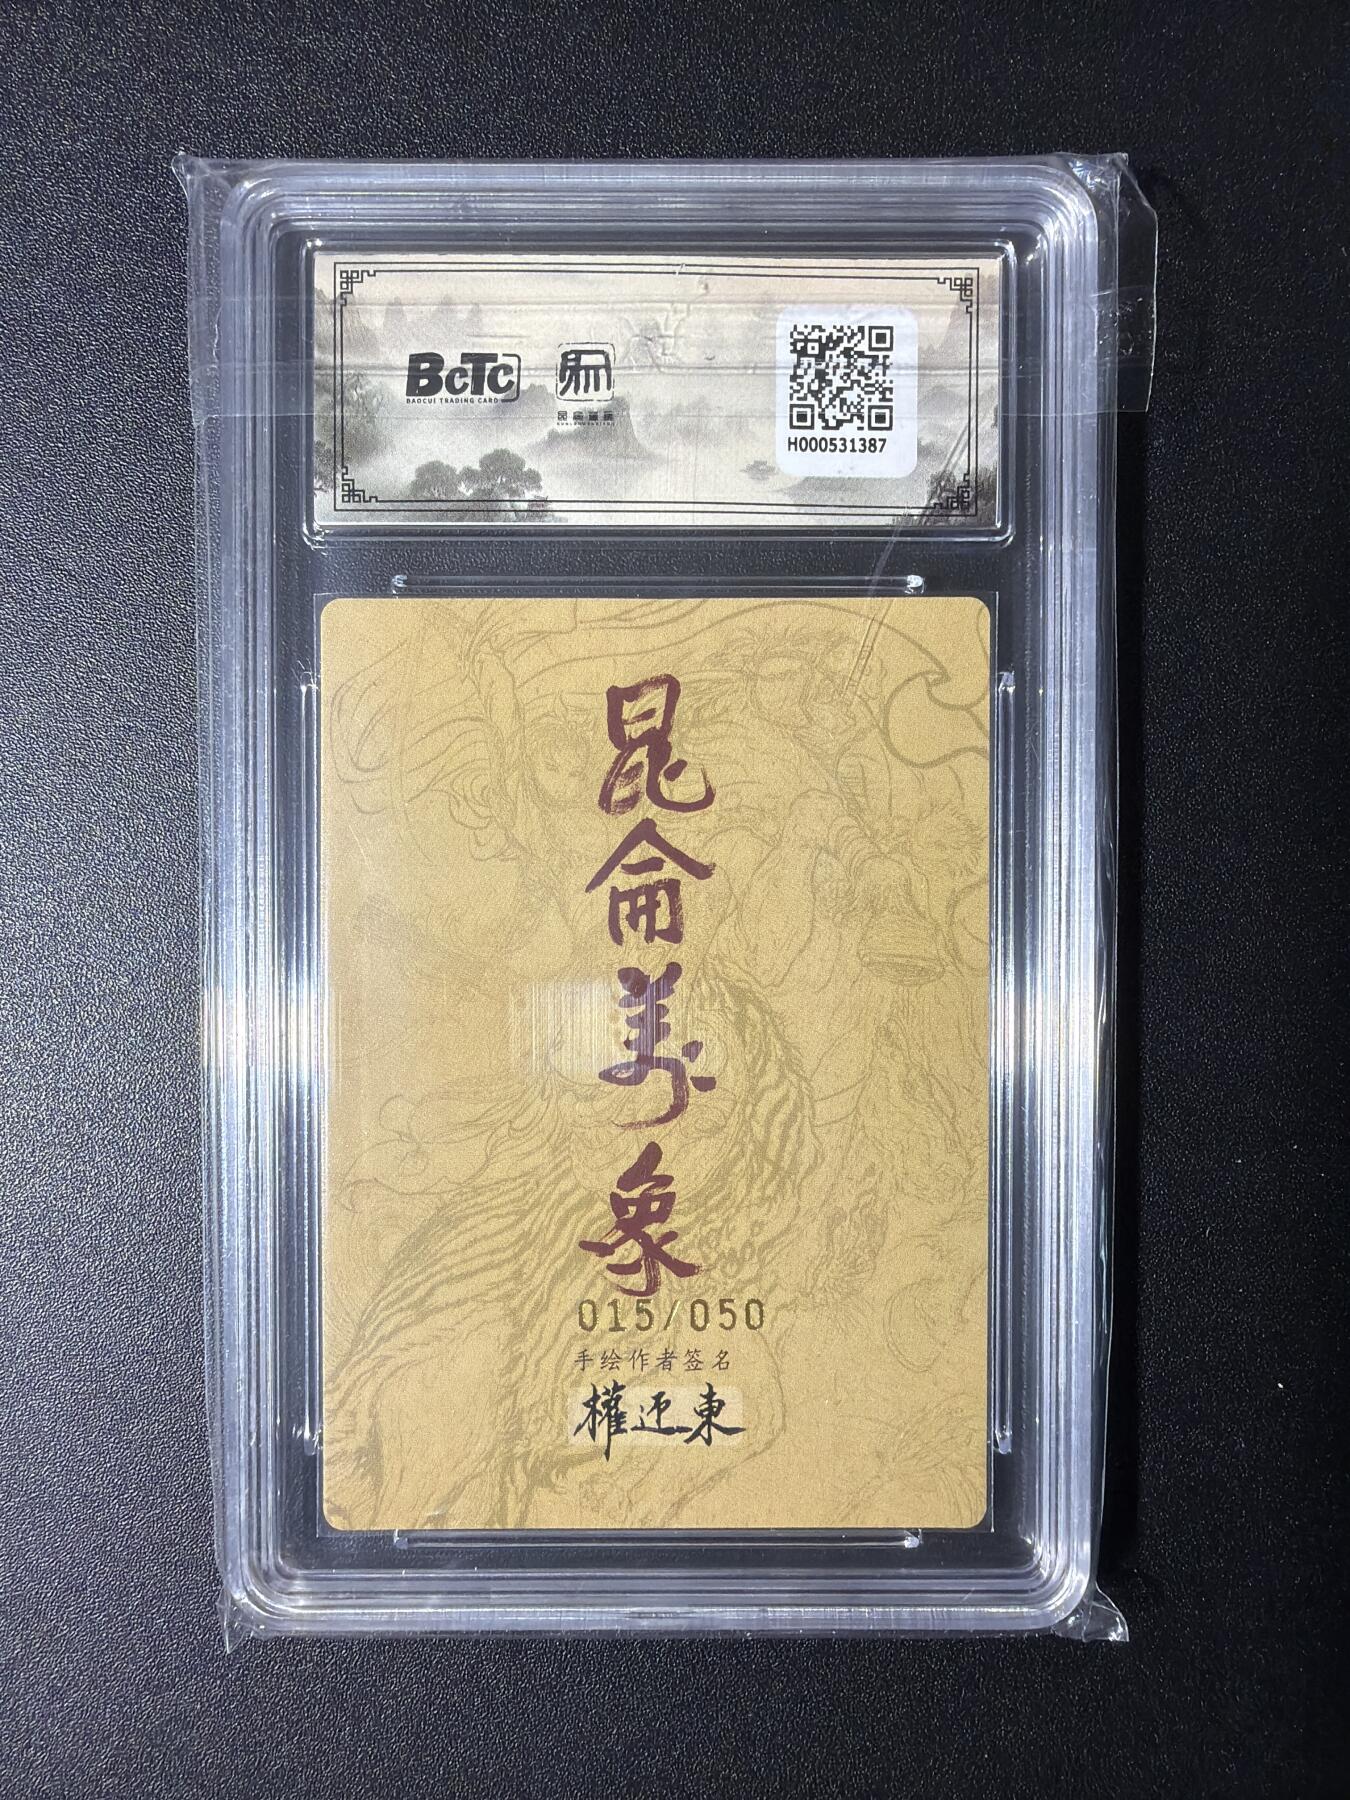 BcTc
BAOCUI TRADING CARD
H000531387
昆
侖
美
象
015/050
手绘作者签名
權迎東